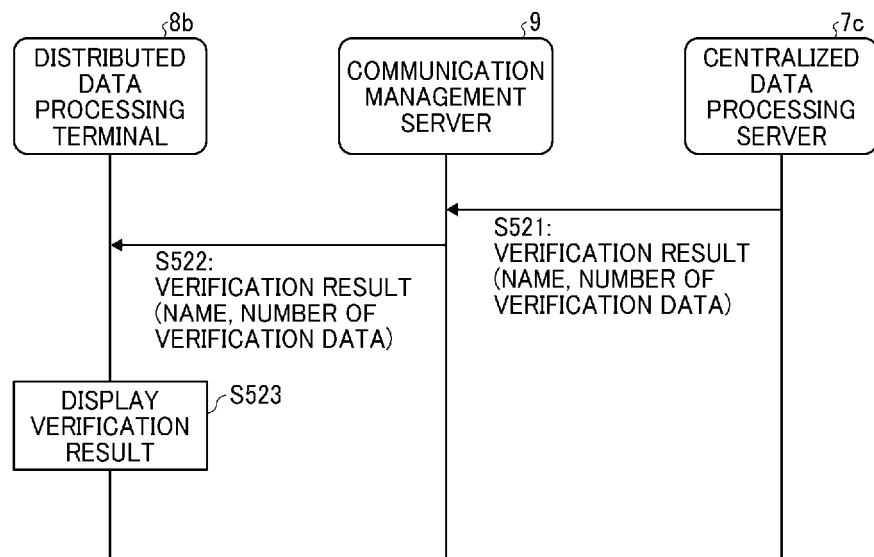 8b
DISTRIBUTED
DATA
PROCESSING
TERMINAL
9
COMMUNICATION
MANAGEMENT
SERVER
7c
CENTRALIZED
DATA
PROCESSING
SERVER
S521:
VERIFICATION RESULT
(NAME, NUMBER OF
VERIFICATION DATA)
S522:
VERIFICATION RESULT
(NAME, NUMBER OF
VERIFICATION DATA)
DISPLAY
VERIFICATION
RESULT
S523